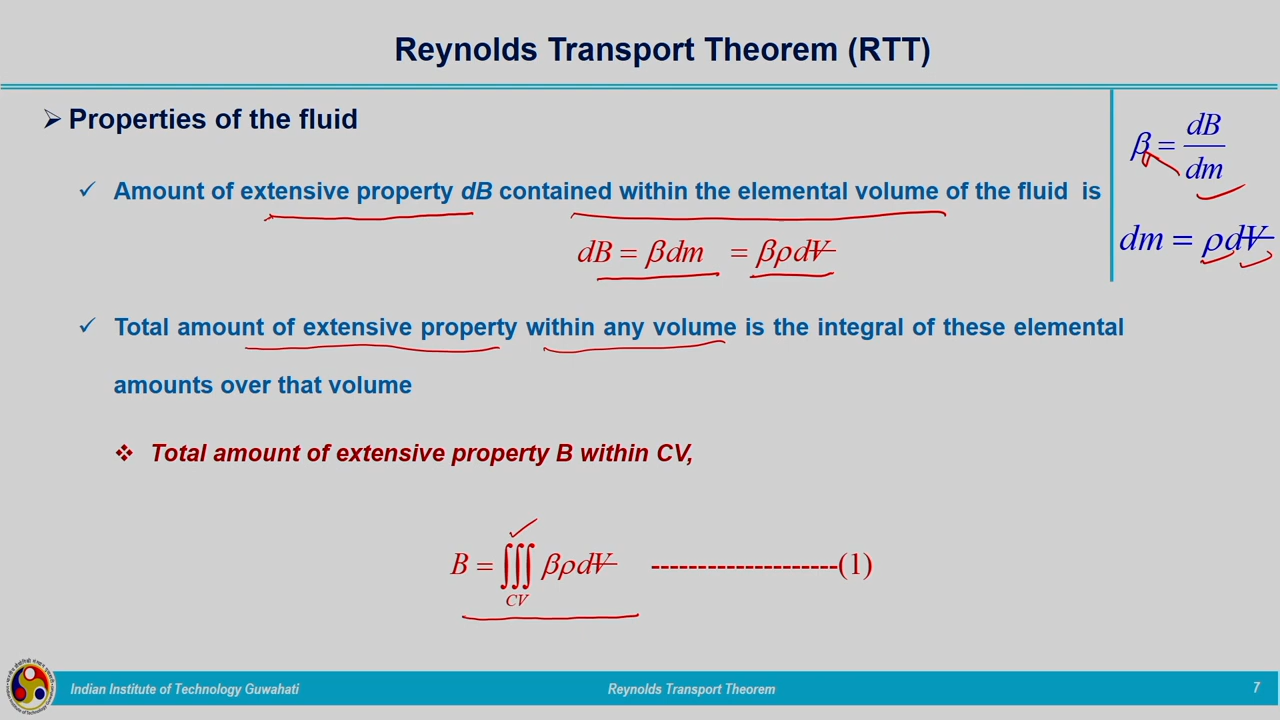 Reynolds Transport Theorem (RTT)
➢ Properties of the fluid
β = dB/dm
✓ Amount of extensive property dB contained within the elemental volume of the fluid is
dB = βdm = βρdV̶
dm = ρdV̶
✓ Total amount of extensive property within any volume is the integral of these elemental
amounts over that volume
❖ Total amount of extensive property B within CV,
B = ∭_CV βρdV̶ --------------------(1)
Indian Institute of Technology Guwahati Reynolds Transport Theorem 7